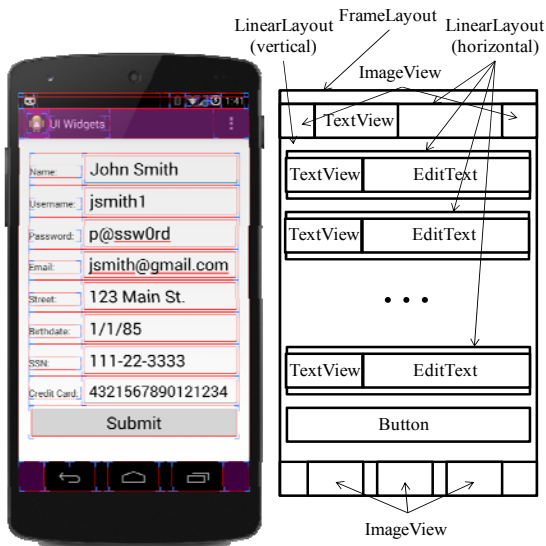 1:41
UI Widgets
Name: John Smith
Username: jsmith1
Password: p@ssw0rd
Email: jsmith@gmail.com
Street: 123 Main St.
Birthdate: 1/1/85
SSN: 111-22-3333
Credit Card: 4321567890121234
Submit
FrameLayout
LinearLayout
(vertical)
LinearLayout
(horizontal)
ImageView
TextView
TextView EditText
TextView EditText
• • •
TextView EditText
Button
ImageView